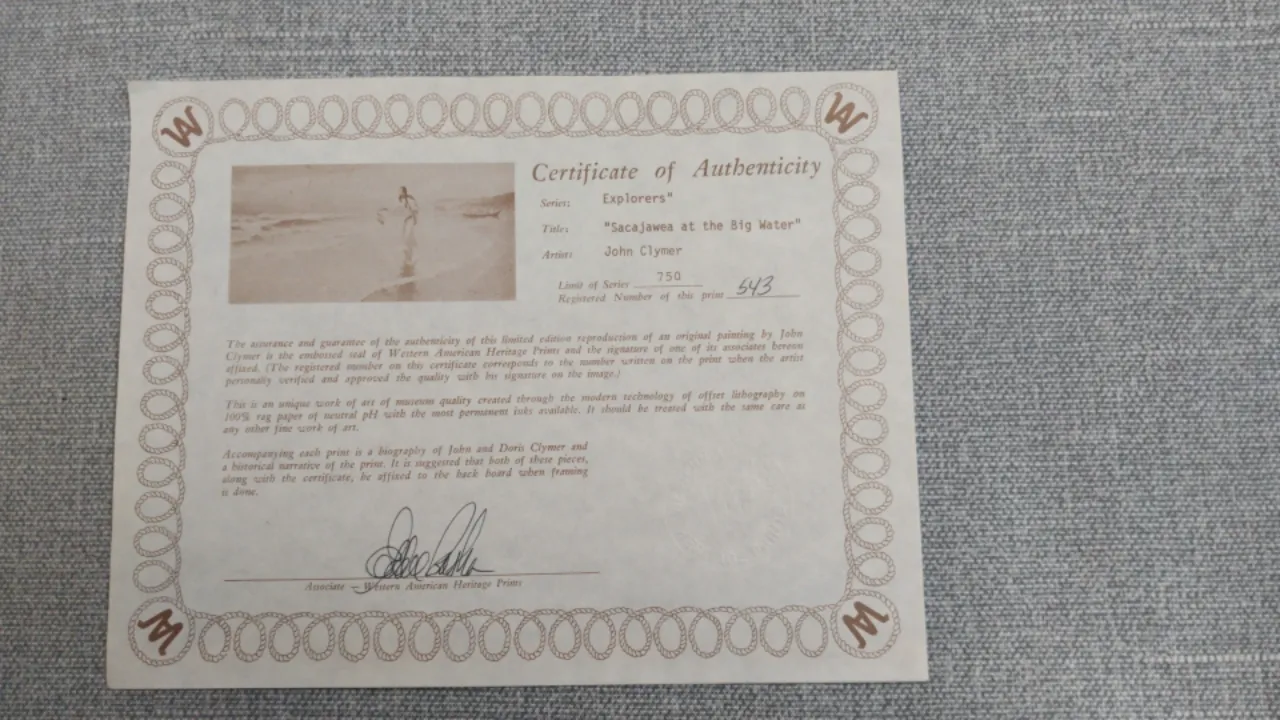 Certificate of Authenticity
Series: Explorers"
Title: "Sacajawea at the Big Water"
Artist: John Clymer
Limit of Series 750
Registered Number of this print 543
The assurance and guarantee of the authenticity of this limited edition reproduction of an original painting by John
Clymer is the embossed seal of Western American Heritage Prints and the signature of one of its associates hereon
affixed. (The registered number on this certificate corresponds to the number written on the print when the artist
personally verified and approved the quality with his signature on the image.)
This is an unique work of art of museum quality created through the modern technology of offset lithography on
100% rag paper of neutral pH with the most permanent inks available. It should be treated with the same care as
any other fine work of art.
Accompanying each print is a biography of John and Doris Clymer and
a historical narrative of the print. It is suggested that both of these pieces,
along with the certificate, be affixed to the back board when framing
is done.
Associate — Western American Heritage Prints